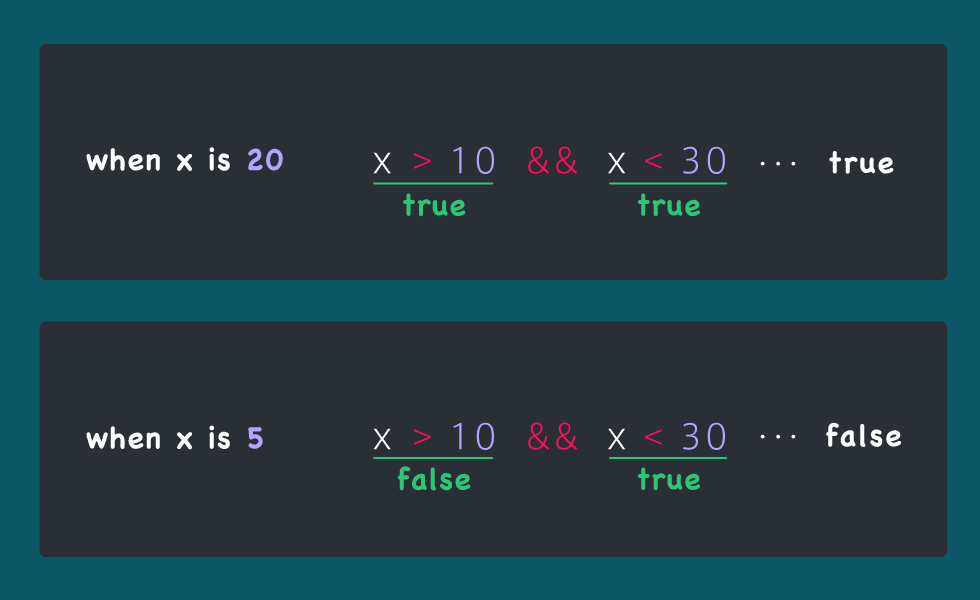 when x is 20 x > 10 && x < 30 ... true
true true
when x is 5 x > 10 && x < 30 ... false
false true